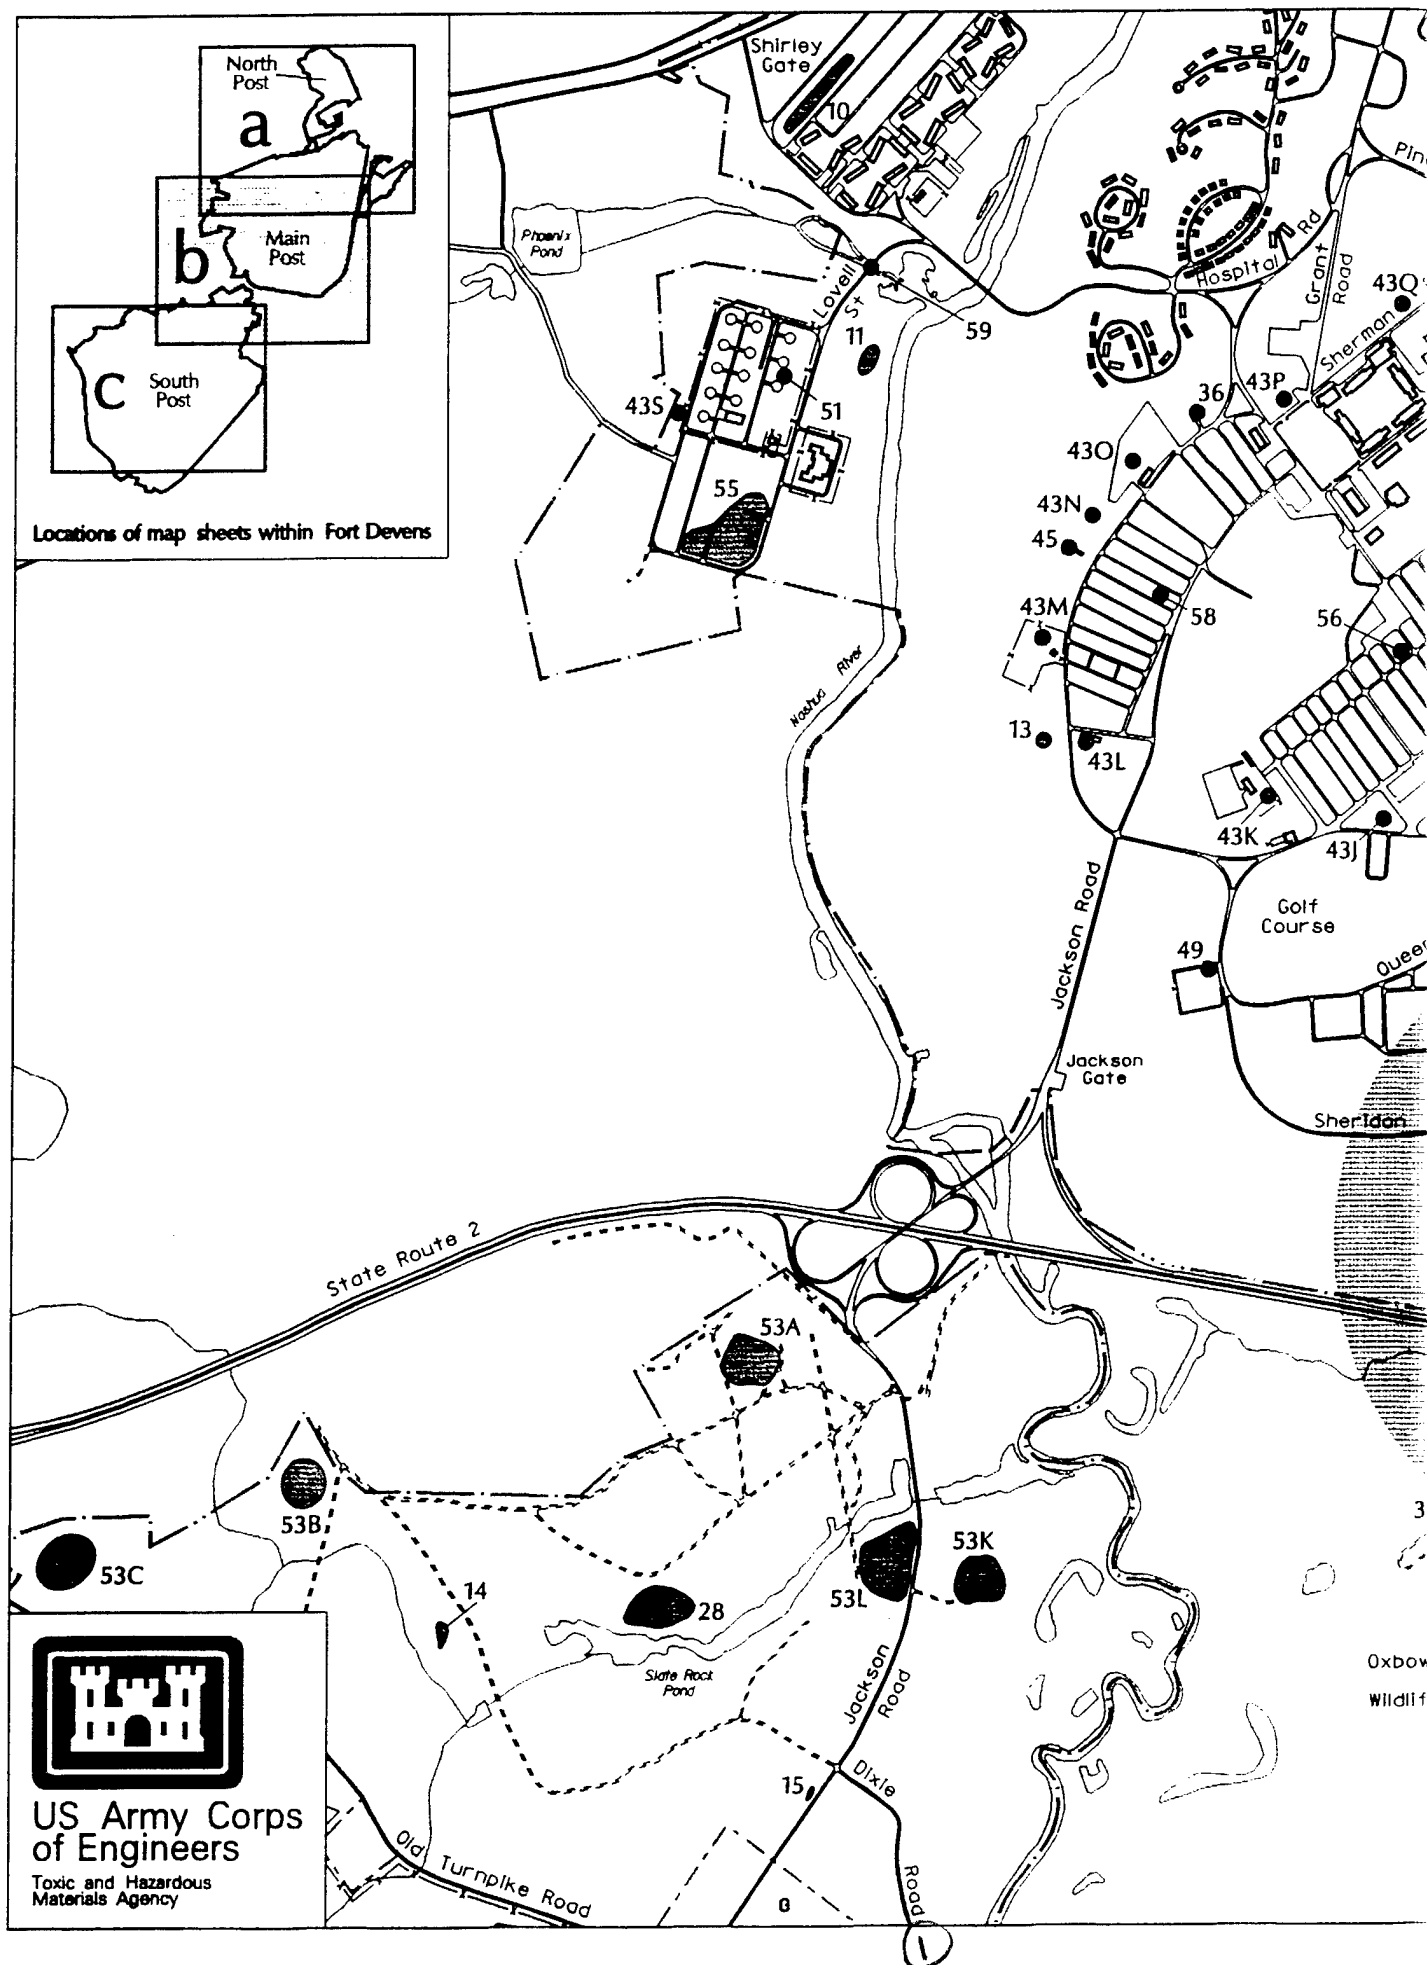 North
Post
a
b
Main
Post
C
South
Post
Locations of map sheets within Fort Devens
Shirley
Gate
10
Phoenix
Pond
Lovell
St
59
11
43S
51
55
Hospital
Rd
Grant
Road
43Q
Sherman
43P
36
43O
43N
45
43M
58
56
Nashua River
13
43L
43K
43J
Jackson Road
Golf
Course
49
Jackson
Gate
Sheridan
State Route 2
53A
53B
53C
14
28
53L
53K
Slate Rock
Pond
Jackson
Road
15
Dixie
Road
Old Turnpike Road
US Army Corps
of Engineers
Toxic and Hazardous
Materials Agency